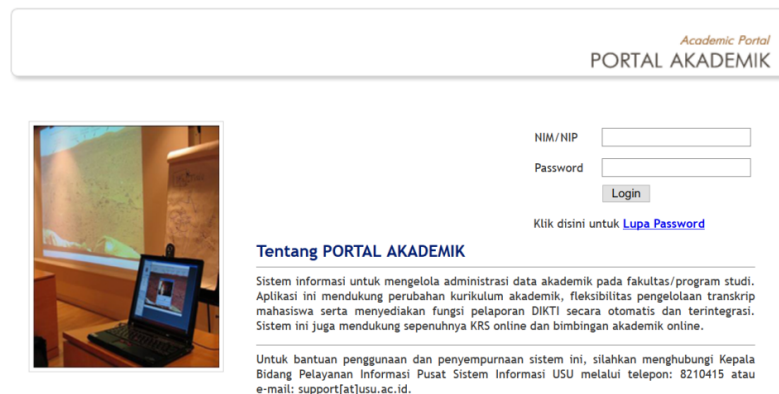 Academic Portal
PORTAL AKADEMIK
NIM/NIP
Password
Login
Klik disini untuk Lupa Password
Tentang PORTAL AKADEMIK
Sistem informasi untuk mengelola administrasi data akademik pada fakultas/program studi.
Aplikasi ini mendukung perubahan kurikulum akademik, fleksibilitas pengelolaan transkrip
mahasiswa serta menyediakan fungsi pelaporan DIKTI secara otomatis dan terintegrasi.
Sistem ini juga mendukung sepenuhnya KRS online dan bimbingan akademik online.
Untuk bantuan penggunaan dan penyempurnaan sistem ini, silahkan menghubungi Kepala
Bidang Pelayanan Informasi Pusat Sistem Informasi USU melalui telepon: 8210415 atau
e-mail: support[at]usu.ac.id.